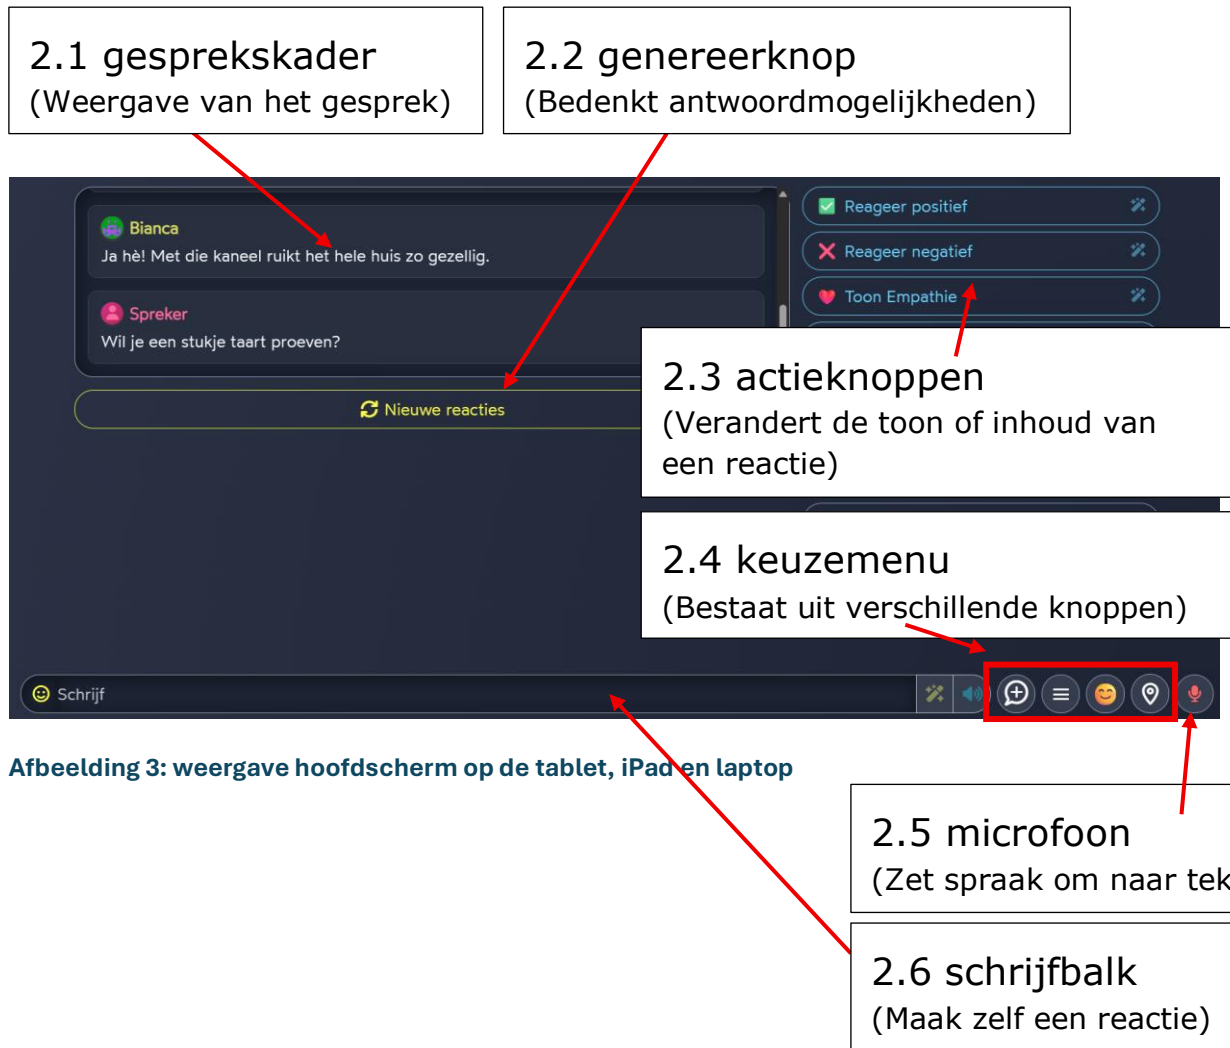 2.1 gesprekskader
(Weergave van het gesprek)
2.2 genereerknop
(Bedenkt antwoordmogelijkheden)
Bianca
Ja hè! Met die kaneel ruikt het hele huis zo gezellig.
Spreker
Wil je een stukje taart proeven?
Nieuwe reacties
Reageer positief
Reageer negatief
Toon Empathie
2.3 actieknoppen
(Verandert de toon of inhoud van
een reactie)
2.4 keuzemenu
(Bestaat uit verschillende knoppen)
Schrijf
Afbeelding 3: weergave hoofdscherm op de tablet, iPad en laptop
2.5 microfoon
(Zet spraak om naar tek
2.6 schrijfbalk
(Maak zelf een reactie)